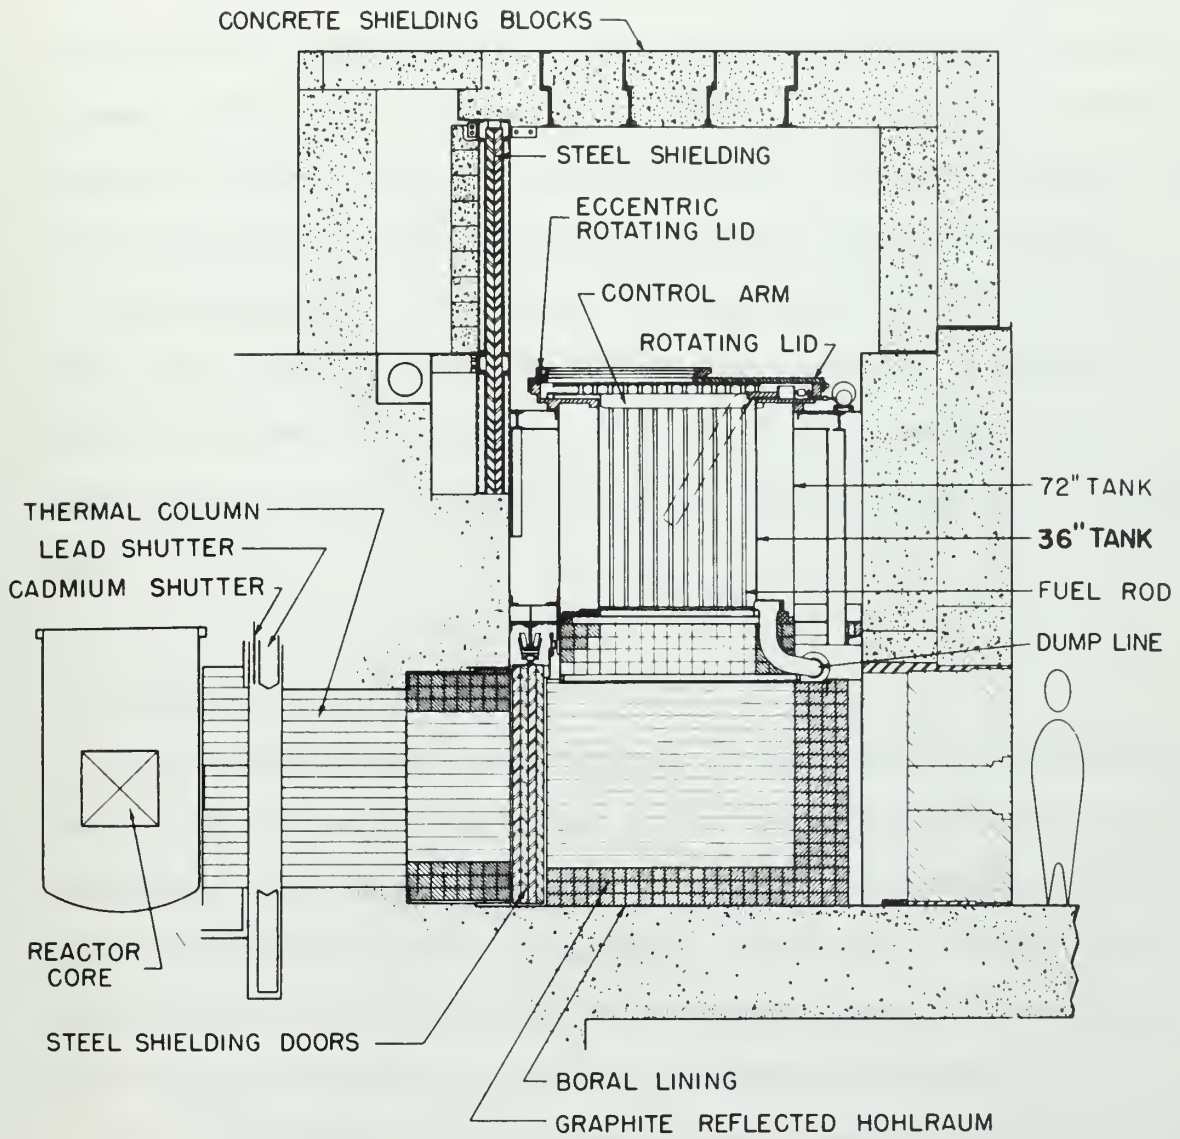 CONCRETE SHIELDING BLOCKS
STEEL SHIELDING
ECCENTRIC
ROTATING LID
CONTROL ARM
ROTATING LID
72" TANK
36" TANK
FUEL ROD
DUMP LINE
THERMAL COLUMN
LEAD SHUTTER
CADMIUM SHUTTER
REACTOR
CORE
STEEL SHIELDING DOORS
BORAL LINING
GRAPHITE REFLECTED HOHLRAUM